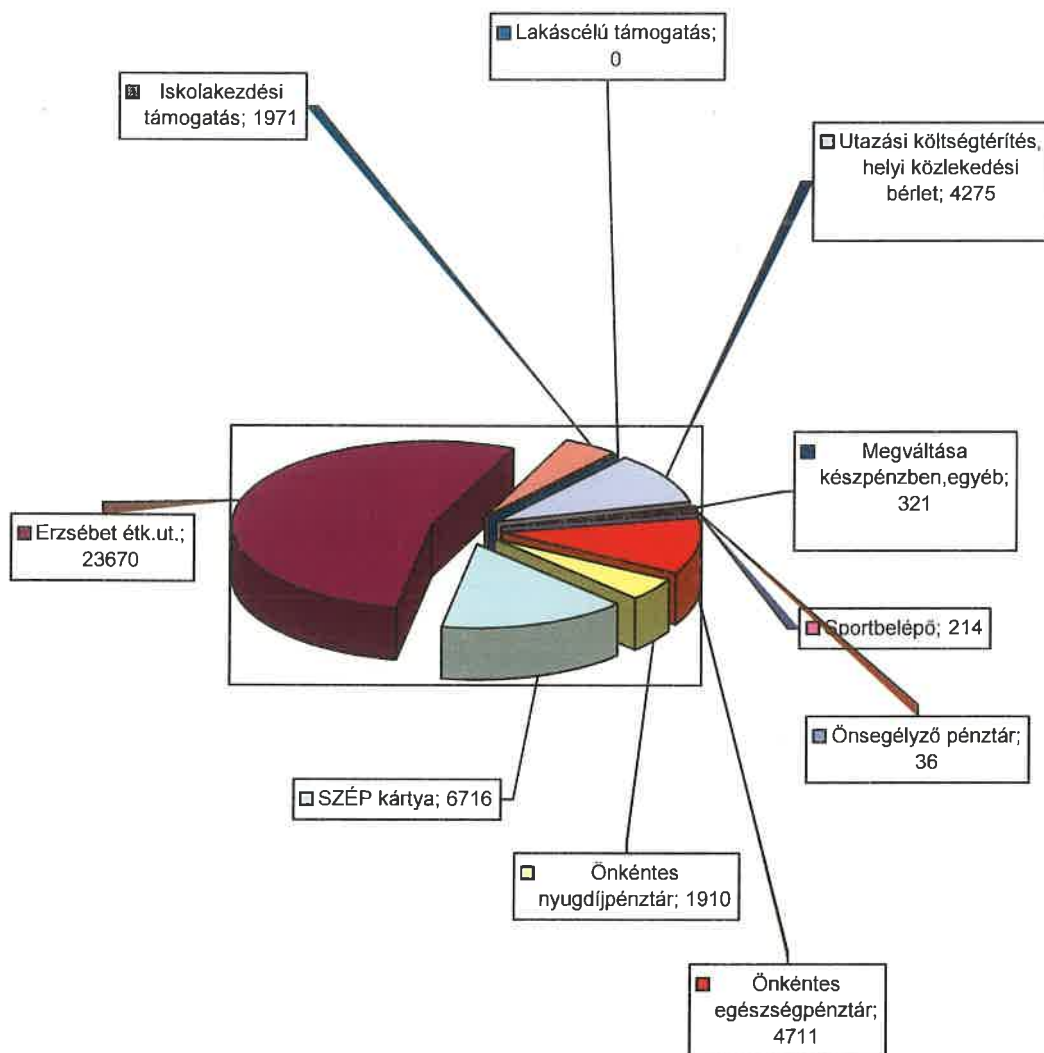 Lakáscélú támogatás;
0
Iskolakezdési
támogatás; 1971
Utazási költségtérítés,
helyi közlekedési
bérlet; 4275
Megváltása
készpénzben,egyéb;
321
Erzsébet étk.ut.;
23670
Sportbelépő; 214
Önsegélyző pénztár;
36
SZÉP kártya; 6716
Önkéntes
nyugdíjpénztár; 1910
Önkéntes
egészségpénztár;
4711